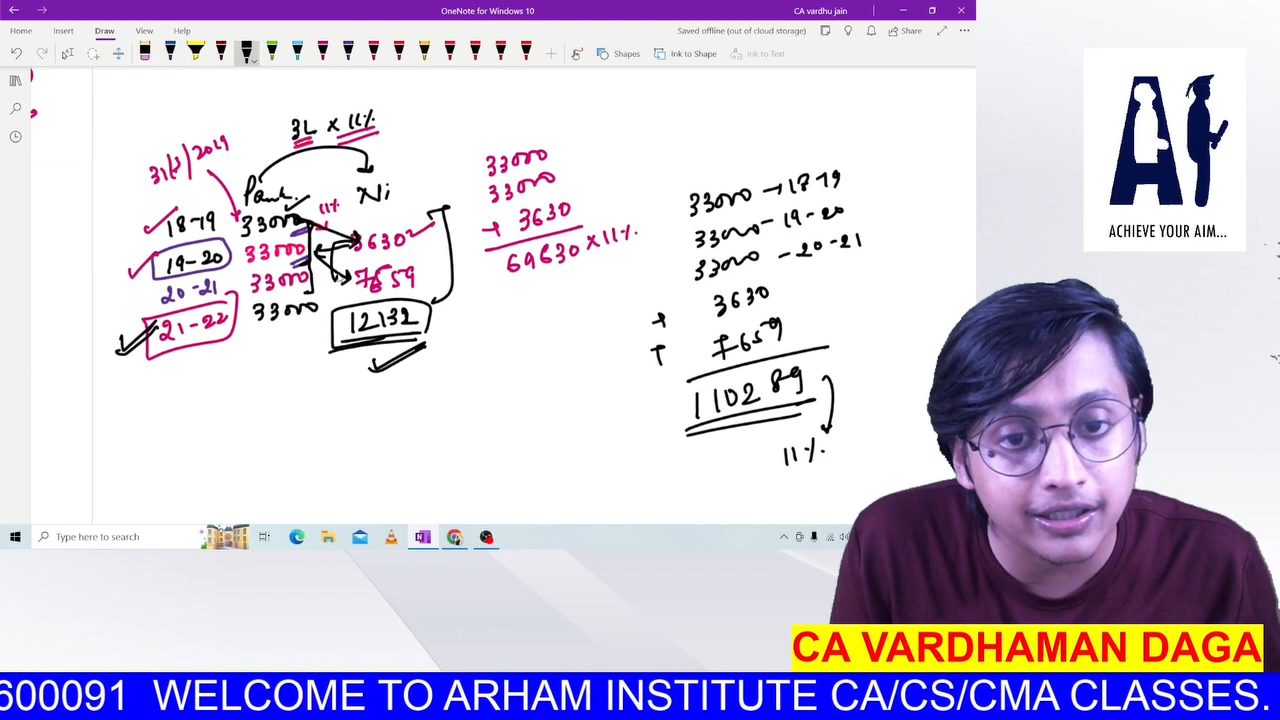 OneNote for Windows 10
CA vardhu jain
Home Insert Draw View Help
Saved offline (out of cloud storage)
Share
Shapes
Ink to Shape
Ink to Text
3L × 11%
31/3/2019
18-19 33000
11%
19-20 33000 3630
20-21 33000 7659
21-22 33000 12132
33000
33000
+ 3630
69630 × 11%
33000 → 18-19
33000 - 19-20
33000 - 20-21
3630
+ 7659
110289
11%
ACHIEVE YOUR AIM...
Type here to search
CA VARDHAMAN DAGA
600091 WELCOME TO ARHAM INSTITUTE CA/CS/CMA CLASSES.